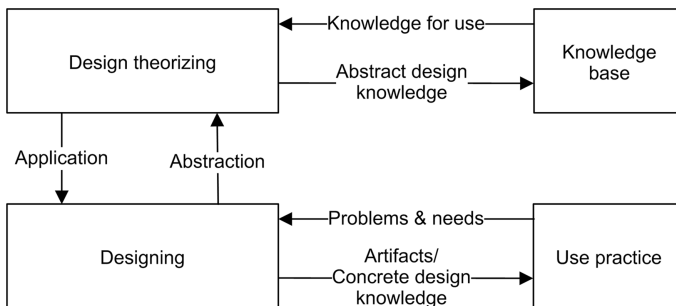 Knowledge for use
Design theorizing
Knowledge
base
Abstract design
knowledge
Application
Abstraction
Problems & needs
Designing
Use practice
Artifacts/
Concrete design
knowledge